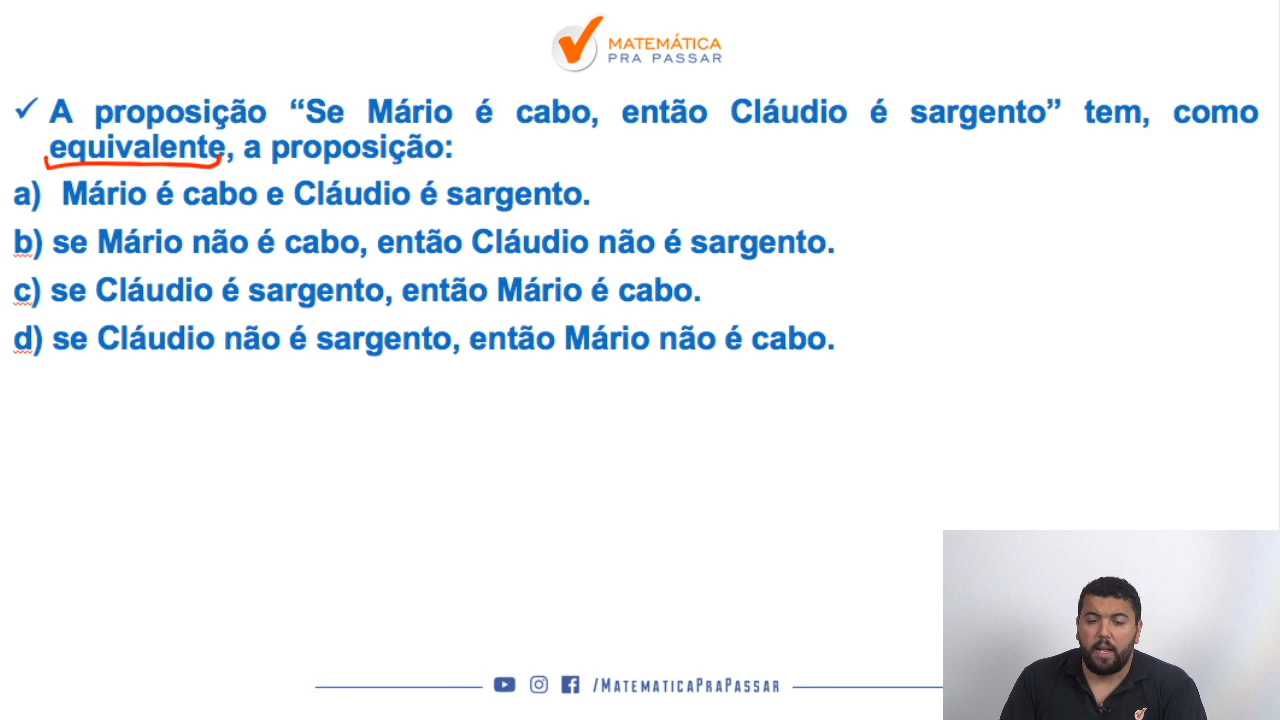 MATEMÁTICA
PRA PASSAR
✓ A proposição “Se Mário é cabo, então Cláudio é sargento” tem, como
equivalente, a proposição:
a) Mário é cabo e Cláudio é sargento.
b) se Mário não é cabo, então Cláudio não é sargento.
c) se Cláudio é sargento, então Mário é cabo.
d) se Cláudio não é sargento, então Mário não é cabo.
/MATEMATICAPRAPASSAR